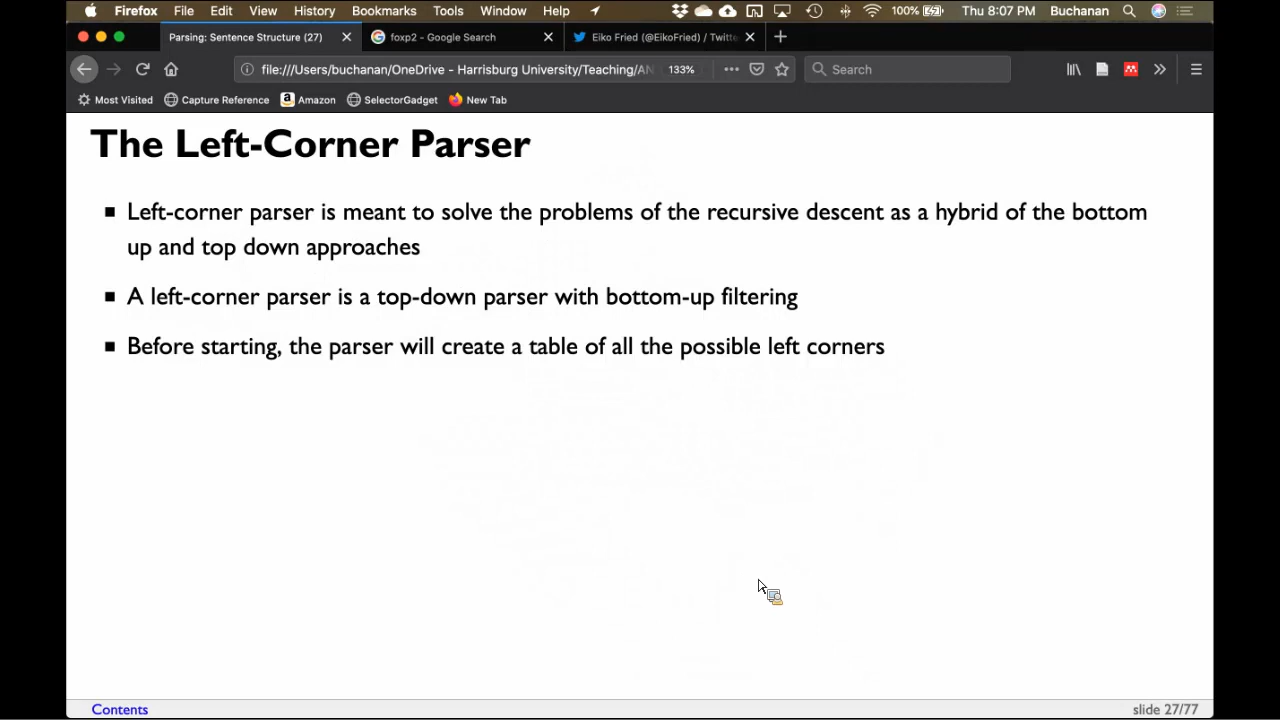 Firefox File Edit View History Bookmarks Tools Window Help 100% Thu 8:07 PM Buchanan
Parsing: Sentence Structure (27) foxp2 - Google Search Eiko Fried (@EikoFried) / Twitte
file:///Users/buchanan/OneDrive - Harrisburg University/Teaching/AN 133% Search
Most Visited Capture Reference Amazon SelectorGadget New Tab
The Left-Corner Parser
Left-corner parser is meant to solve the problems of the recursive descent as a hybrid of the bottom
up and top down approaches
A left-corner parser is a top-down parser with bottom-up filtering
Before starting, the parser will create a table of all the possible left corners
Contents slide 27/77